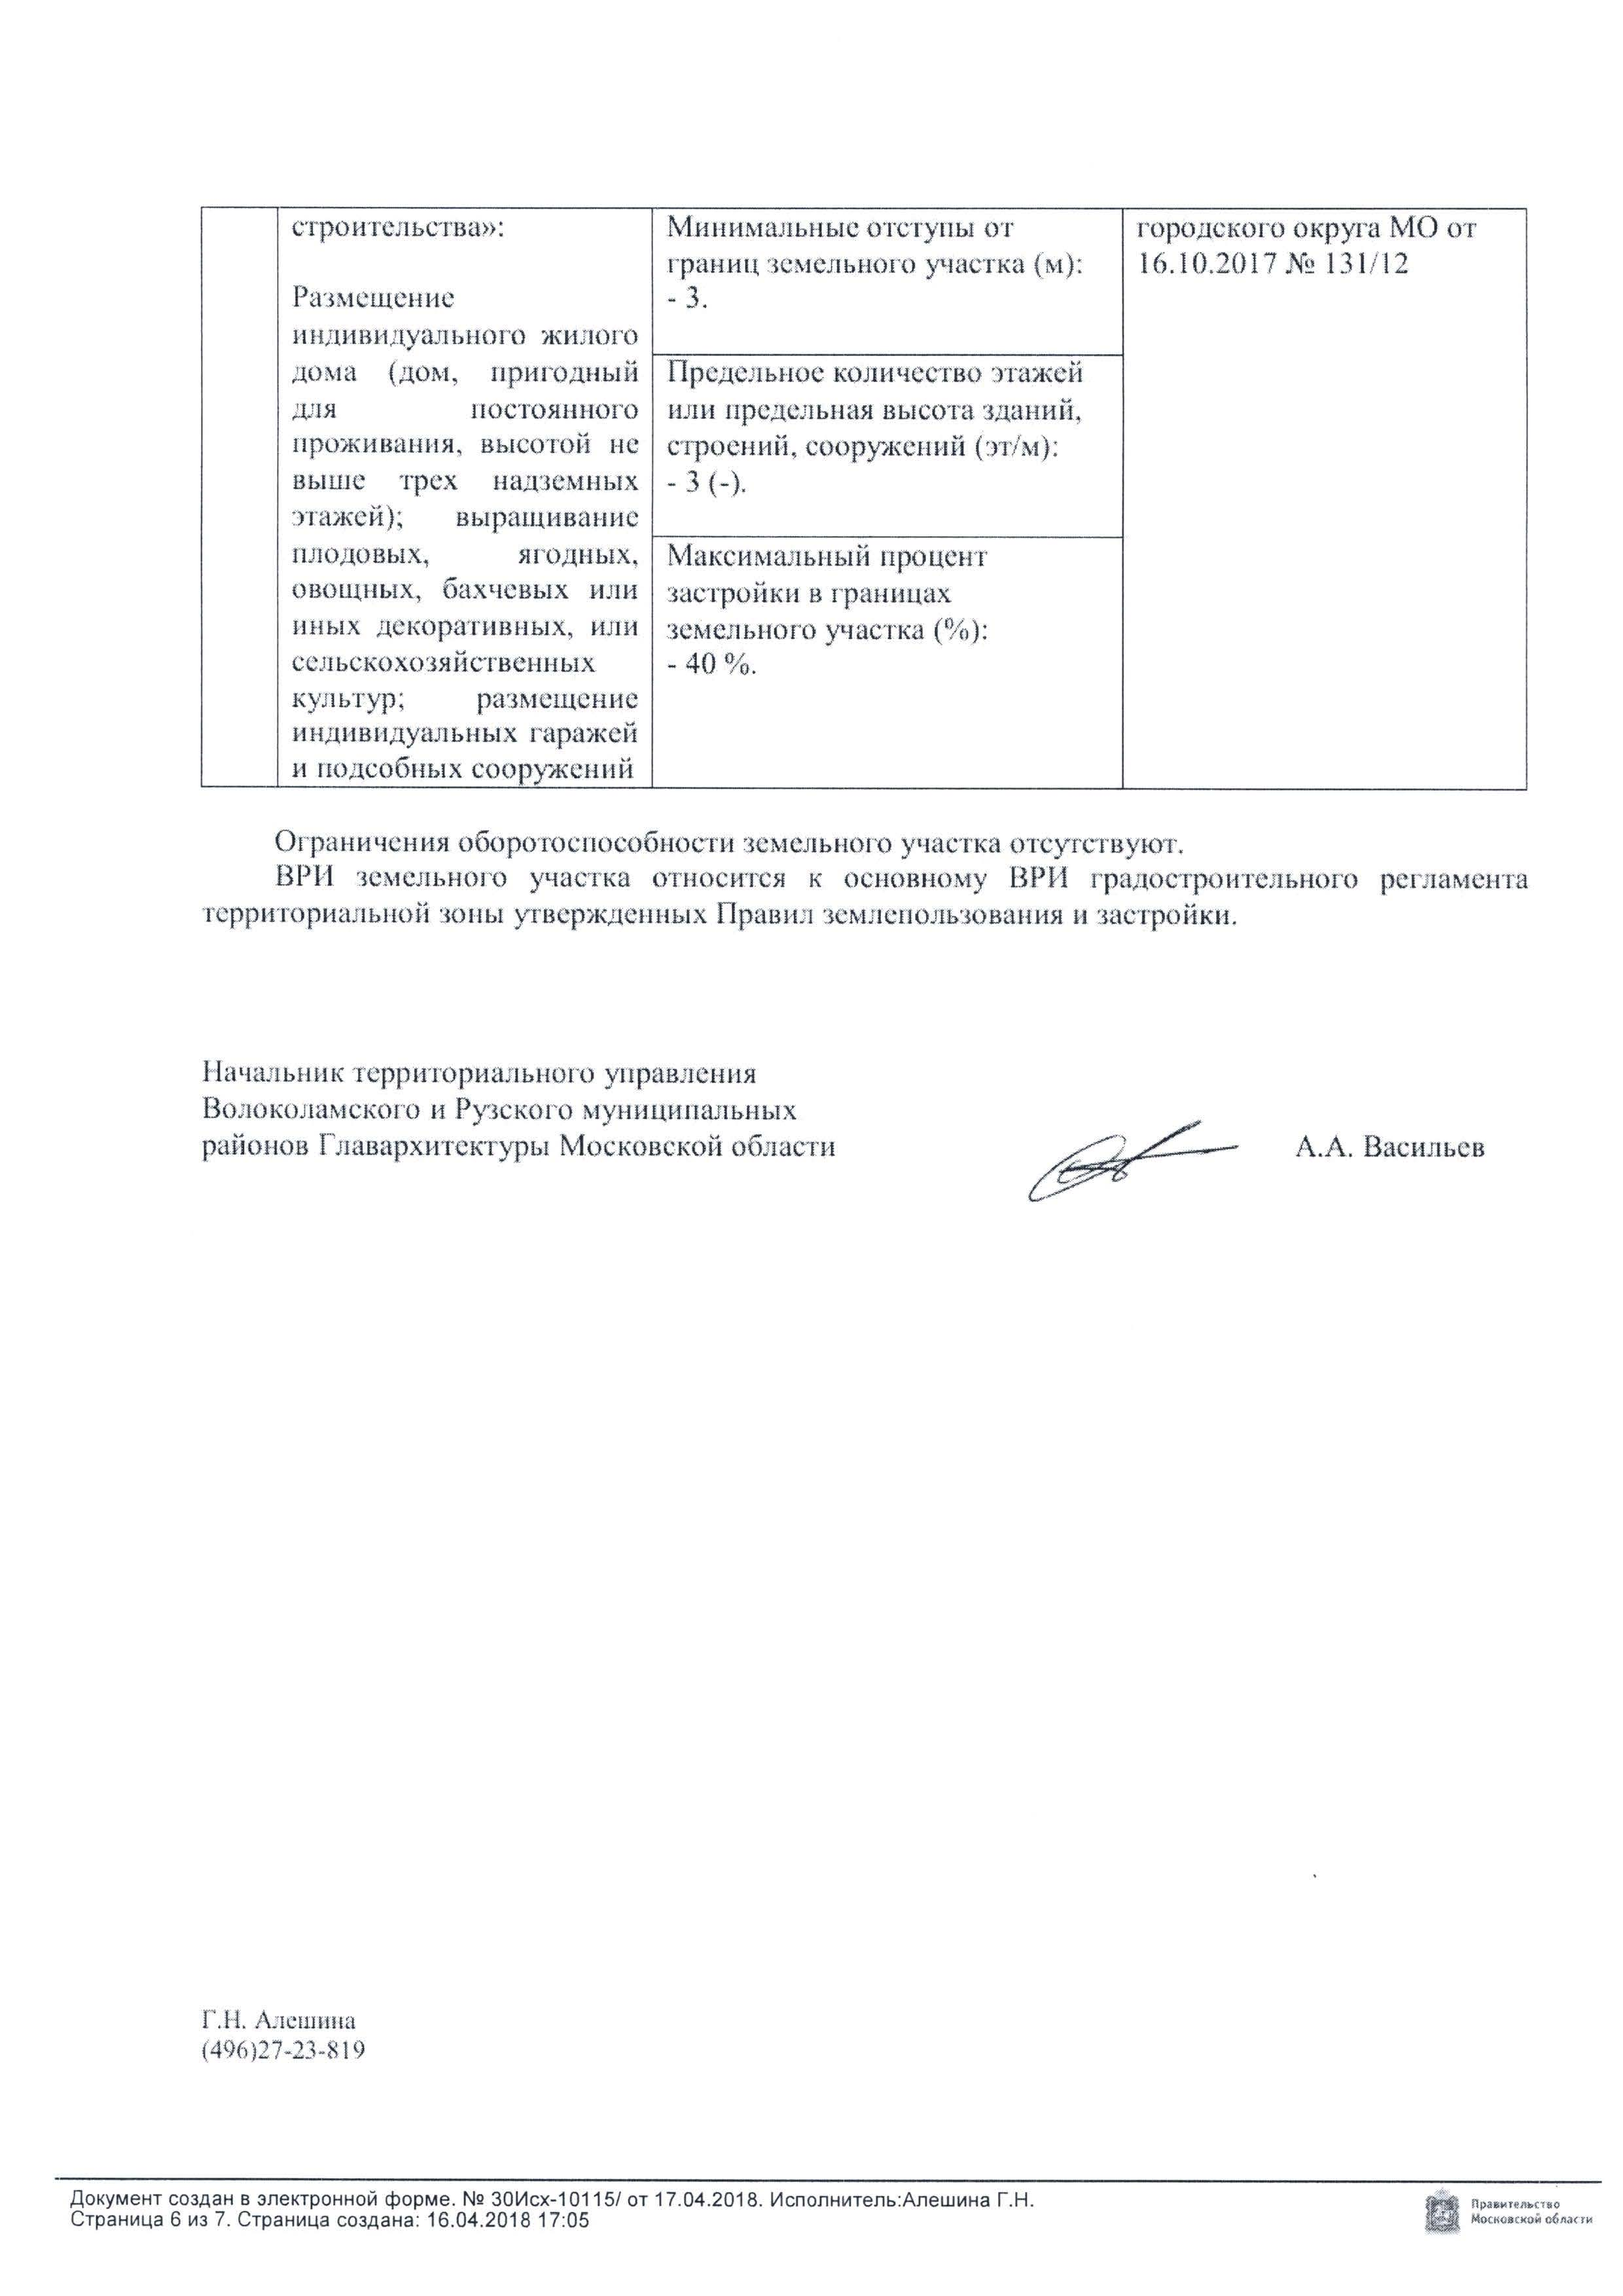 строительства»:
Размещение
индивидуального жилого
дома (дом, пригодный
для постоянного
проживания, высотой не
выше трех надземных
этажей); выращивание
плодовых, ягодных,
овощных, бахчевых или
иных декоративных, или
сельскохозяйственных
культур; размещение
индивидуальных гаражей
и подсобных сооружений
Минимальные отступы от
границ земельного участка (м):
- 3.
Предельное количество этажей
или предельная высота зданий,
строений, сооружений (эт/м):
- 3 (-).
Максимальный процент
застройки в границах
земельного участка (%):
- 40 %.
городского округа МО от
16.10.2017 № 131/12
Ограничения оборотоспособности земельного участка отсутствуют.
ВРИ земельного участка относится к основному ВРИ градостроительного регламента
территориальной зоны утвержденных Правил землепользования и застройки.
Начальник территориального управления
Волоколамского и Рузского муниципальных
районов Главархитектуры Московской области
А.А. Васильев
Г.Н. Алешина
(496)27-23-819
Документ создан в электронной форме. № 30Исх-10115/ от 17.04.2018. Исполнитель:Алешина Г.Н.
Страница 6 из 7. Страница создана: 16.04.2018 17:05
Правительство
Московской области